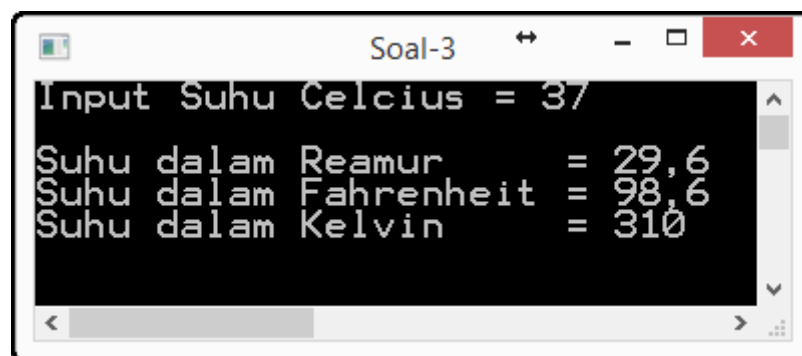 Soal-3
Input Suhu Celcius = 37
Suhu dalam Reamur     = 29,6
Suhu dalam Fahrenheit = 98,6
Suhu dalam Kelvin     = 310